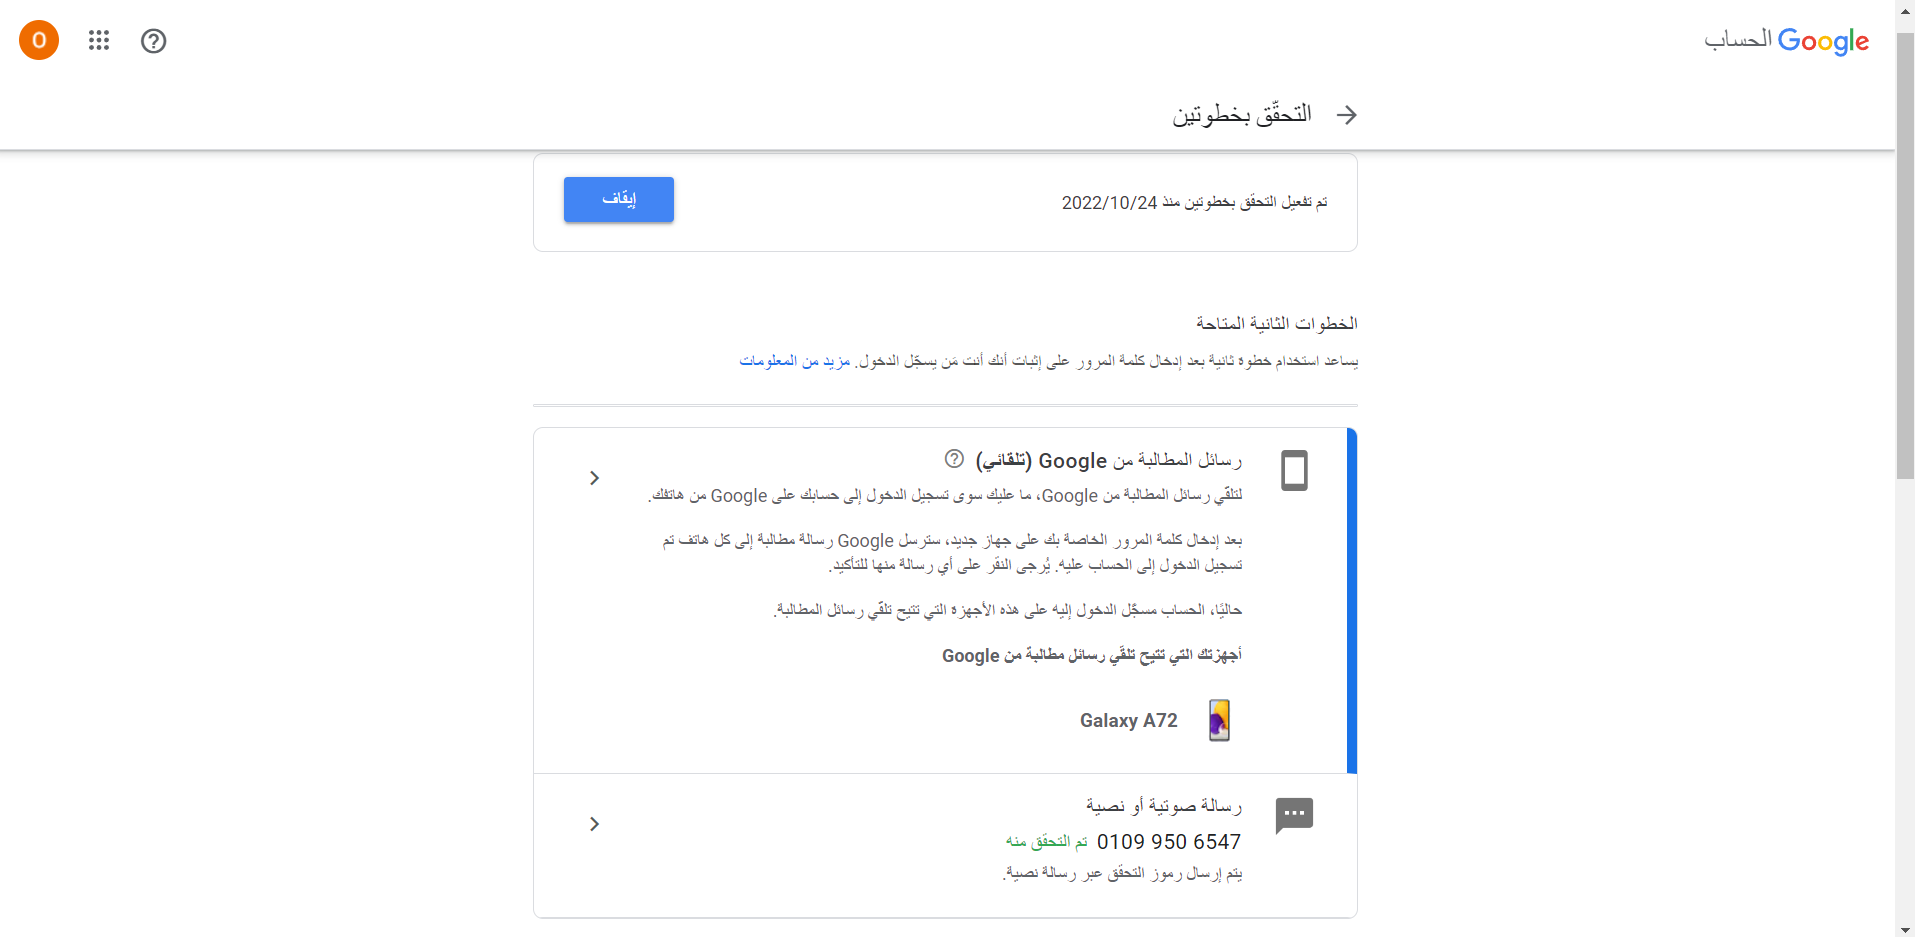 Google الحساب
O
التحقّق بخطوتين
تم تفعيل التحقّق بخطوتين منذ 2022/10/24
إيقاف
الخطوات الثانية المتاحة
يساعد استخدام خطوة ثانية بعد إدخال كلمة المرور على إثبات أنك أنت مَن يسجّل الدخول. مزيد من المعلومات
رسائل المطالبة من Google (تلقائي)
لتلقّي رسائل المطالبة من Google، ما عليك سوى تسجيل الدخول إلى حسابك على Google من هاتفك.
بعد إدخال كلمة المرور الخاصة بك على جهاز جديد، سترسل Google رسالة مطالبة إلى كل هاتف تم
تسجيل الدخول إلى الحساب عليه. يُرجى النقر على أي رسالة منها للتأكيد.
حاليًا، الحساب مسجَّل الدخول إليه على هذه الأجهزة التي تتيح تلقّي رسائل المطالبة.
أجهزتك التي تتيح تلقّي رسائل مطالبة من Google
Galaxy A72
رسالة صوتية أو نصية
0109 950 6547 تم التحقّق منه
يتم إرسال رموز التحقّق عبر رسالة نصية.